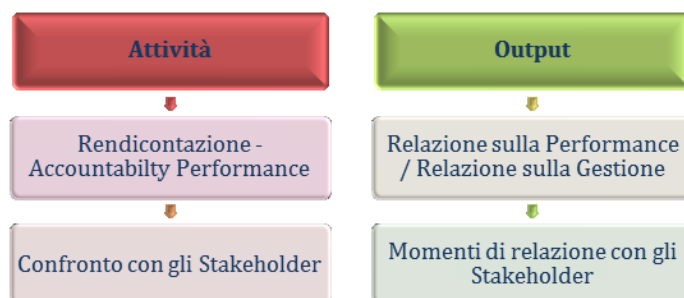 Attività
Output
Rendicontazione -
Accountabilty Performance
Relazione sulla Performance
/ Relazione sulla Gestione
Confronto con gli Stakeholder
Momenti di relazione con gli
Stakeholder